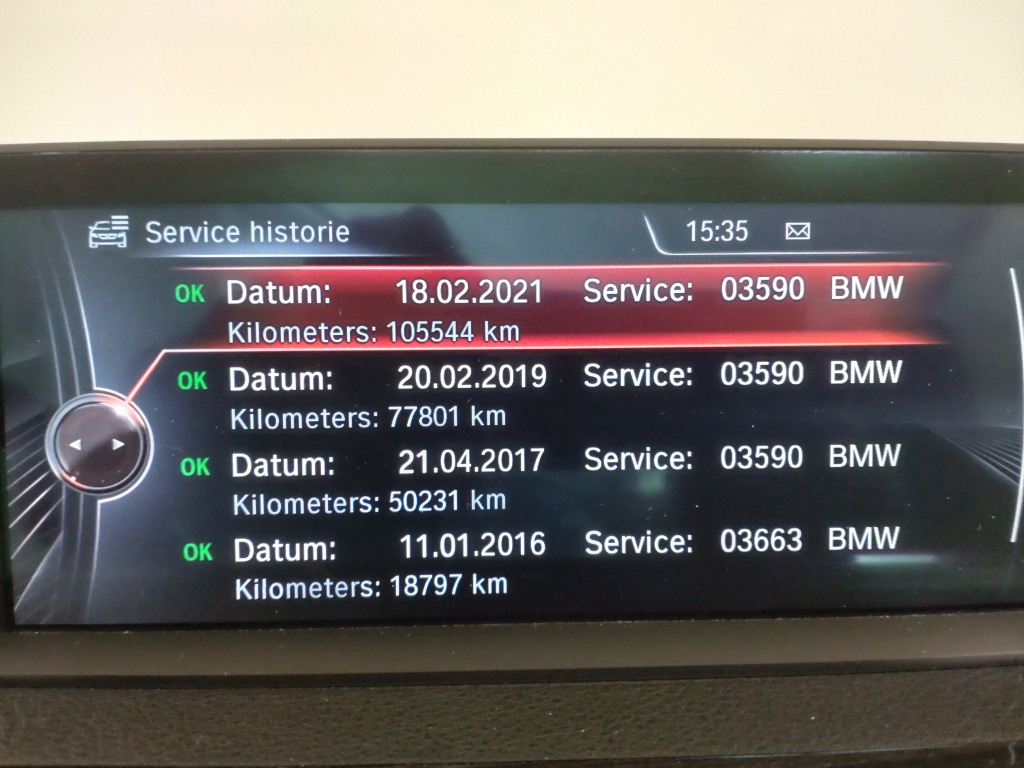 Service historie 15:35
OK Datum: 18.02.2021 Service: 03590 BMW
Kilometers: 105544 km
OK Datum: 20.02.2019 Service: 03590 BMW
Kilometers: 77801 km
OK Datum: 21.04.2017 Service: 03590 BMW
Kilometers: 50231 km
OK Datum: 11.01.2016 Service: 03663 BMW
Kilometers: 18797 km